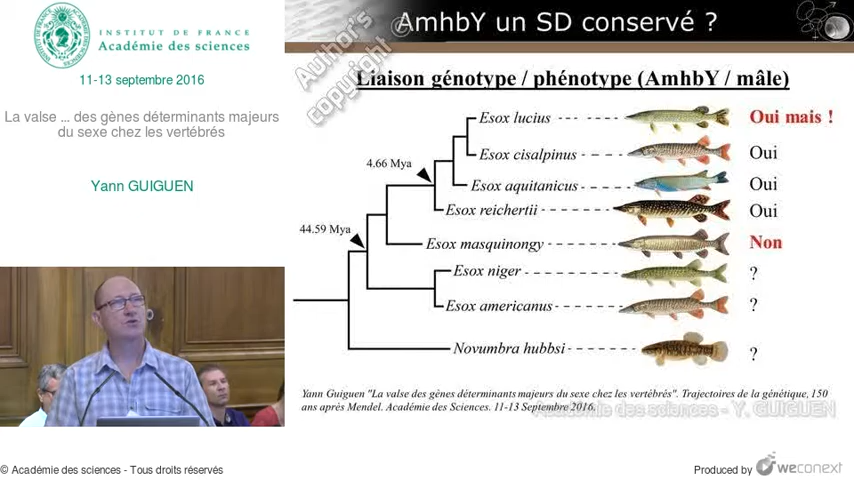 INSTITUT DE FRANCE
Académie des sciences
11-13 septembre 2016
La valse ... des gènes déterminants majeurs
du sexe chez les vertébrés
Yann GUIGUEN
AmhbY un SD conservé ?
Author's
copyright ©
Liaison génotype / phénotype (AmhbY / mâle)
Esox lucius Oui mais !
4.66 Mya
Esox cisalpinus Oui
Esox aquitanicus Oui
Esox reichertii Oui
44.59 Mya
Esox masquinongy Non
Esox niger ?
Esox americanus ?
Novumbra hubbsi ?
Yann Guiguen "La valse des gênes déterminants majeurs du sexe chez les vertébrés". Trajectoires de la génétique, 150
ans après Mendel. Académie des Sciences. 11-13 Septembre 2016.
Académie des sciences - Y. GUIGUEN
© Académie des sciences - Tous droits réservés
Produced by weconext